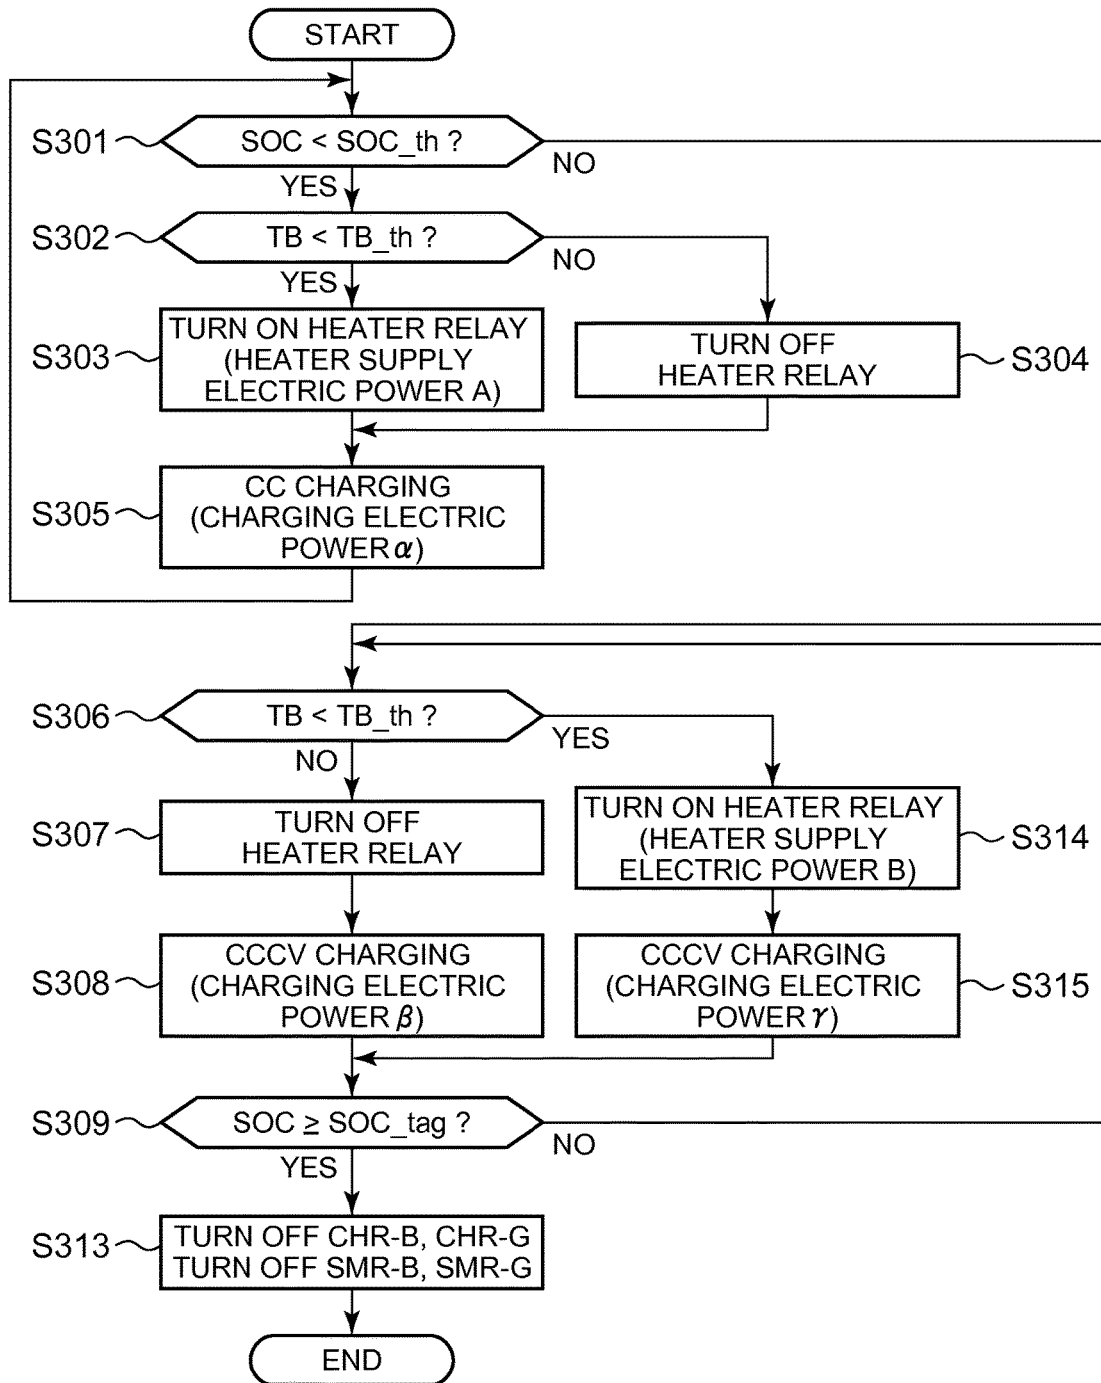 START
S301
SOC < SOC_th ?
NO
YES
S302
TB < TB_th ?
NO
YES
S303
TURN ON HEATER RELAY
(HEATER SUPPLY
ELECTRIC POWER A)
TURN OFF
HEATER RELAY
S304
S305
CC CHARGING
(CHARGING ELECTRIC
POWER α)
S306
TB < TB_th ?
YES
NO
S307
TURN OFF
HEATER RELAY
TURN ON HEATER RELAY
(HEATER SUPPLY
ELECTRIC POWER B)
S314
S308
CCCV CHARGING
(CHARGING ELECTRIC
POWER β)
CCCV CHARGING
(CHARGING ELECTRIC
POWER γ)
S315
S309
SOC ≥ SOC_tag ?
NO
YES
S313
TURN OFF CHR-B, CHR-G
TURN OFF SMR-B, SMR-G
END